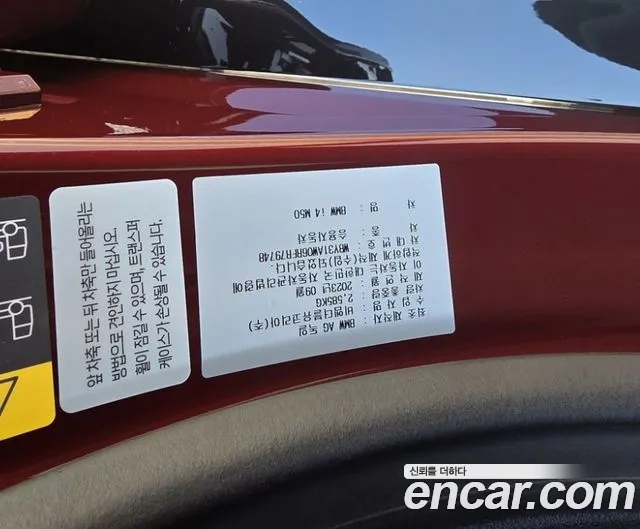 앞 차축 또는 뒤 차축만 들어올리는
방법으로 견인하지 마십시오.
휠이 잠길 수 있으며, 트랜스퍼
케이스가 손상될 수 있습니다.
최초 제작자 : BMW AG 독일
수 입 자 : 비엠더블유코리아(주)
차량 총중량 : 2,585KG
제 작 연 월 : 2023년 09월
이 자동차는 대한민국 자동차관리법령에
적합하게 제작(수입)되었습니다.
차 대 번 호 : WBY31AW06HFR79748
차 종 : 승용자동차
차 명 : BMW i4 M50
신뢰를 더하다
encar.com